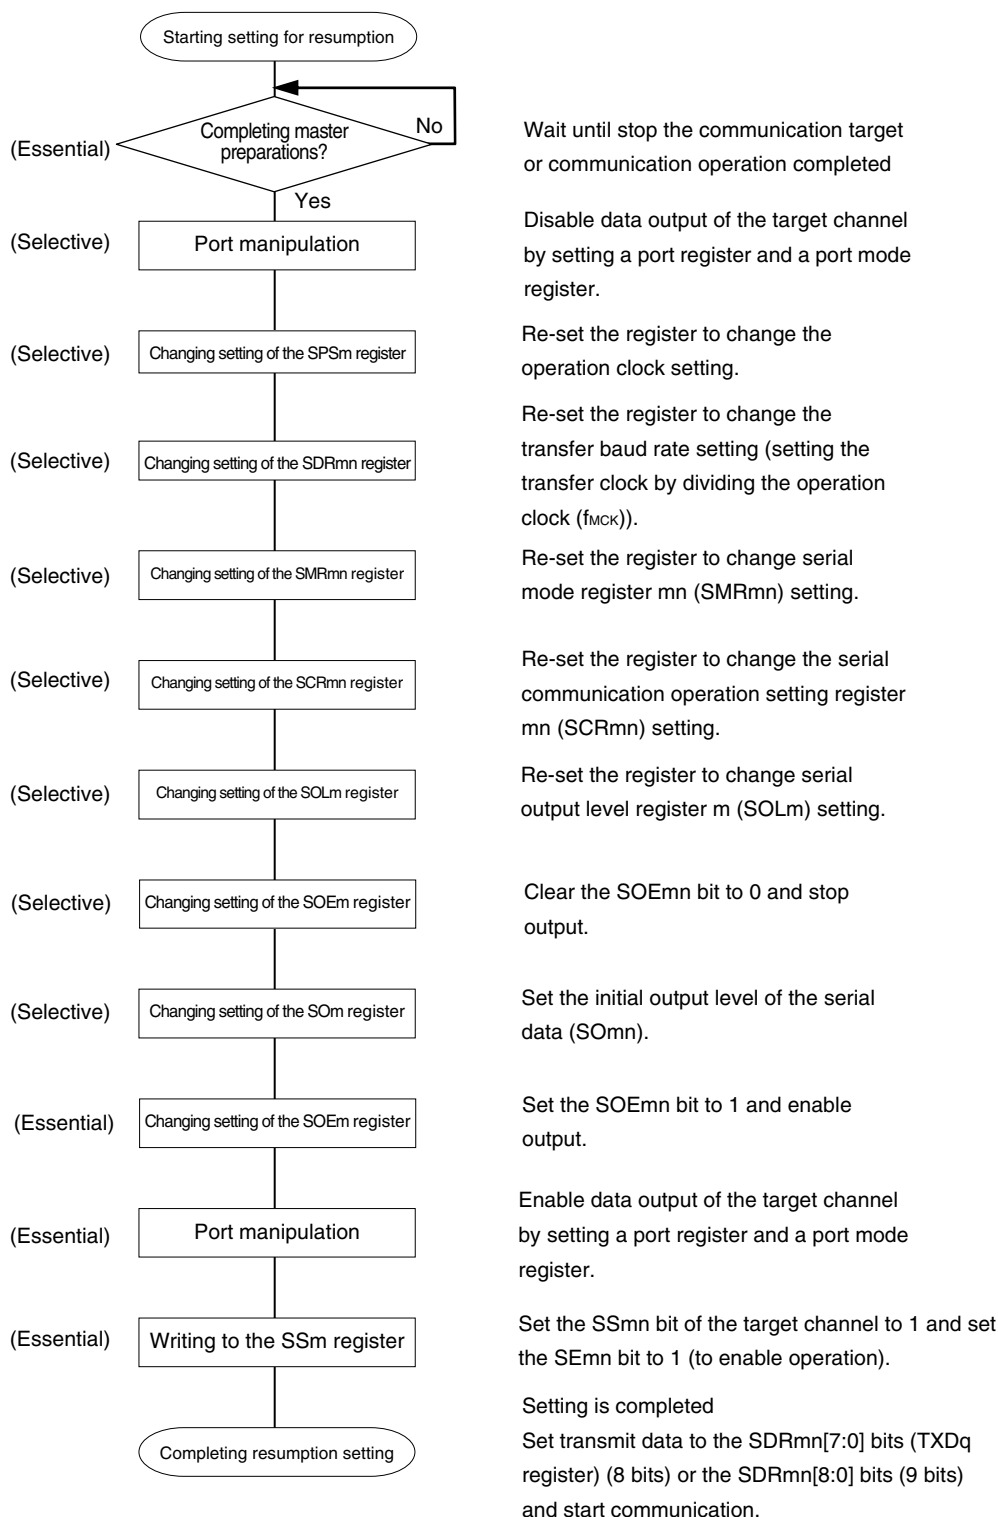 Starting setting for resumption
(Essential)
Completing master
preparations?
No
Wait until stop the communication target
or communication operation completed
Yes
(Selective)
Port manipulation
Disable data output of the target channel
by setting a port register and a port mode
register.
(Selective)
Changing setting of the SPSm register
Re-set the register to change the
operation clock setting.
(Selective)
Changing setting of the SDRmn register
Re-set the register to change the
transfer baud rate setting (setting the
transfer clock by dividing the operation
clock (fMCK)).
(Selective)
Changing setting of the SMRmn register
Re-set the register to change serial
mode register mn (SMRmn) setting.
(Selective)
Changing setting of the SCRmn register
Re-set the register to change the serial
communication operation setting register
mn (SCRmn) setting.
(Selective)
Changing setting of the SOLm register
Re-set the register to change serial
output level register m (SOLm) setting.
(Selective)
Changing setting of the SOEm register
Clear the SOEmn bit to 0 and stop
output.
(Selective)
Changing setting of the SOm register
Set the initial output level of the serial
data (SOmn).
(Essential)
Changing setting of the SOEm register
Set the SOEmn bit to 1 and enable
output.
(Essential)
Port manipulation
Enable data output of the target channel
by setting a port register and a port mode
register.
(Essential)
Writing to the SSm register
Set the SSmn bit of the target channel to 1 and set
the SEmn bit to 1 (to enable operation).
Completing resumption setting
Setting is completed
Set transmit data to the SDRmn[7:0] bits (TXDq
register) (8 bits) or the SDRmn[8:0] bits (9 bits)
and start communication.